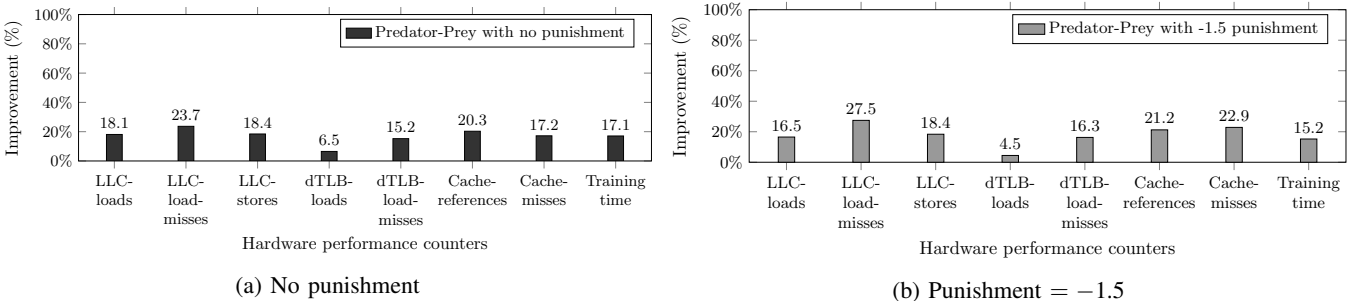 100%
80%
60%
40%
20%
0%
Improvement (%)
Predator-Prey with no punishment
18.1
23.7
18.4
6.5
15.2
20.3
17.2
17.1
LLC-
loads
LLC-
load-
misses
LLC-
stores
dTLB-
loads
dTLB-
load-
misses
Cache-
references
Cache-
misses
Training
time
Hardware performance counters
(a) No punishment
100%
80%
60%
40%
20%
0%
Improvement (%)
Predator-Prey with -1.5 punishment
16.5
27.5
18.4
4.5
16.3
21.2
22.9
15.2
LLC-
loads
LLC-
load-
misses
LLC-
stores
dTLB-
loads
dTLB-
load-
misses
Cache-
references
Cache-
misses
Training
time
Hardware performance counters
(b) Punishment = −1.5